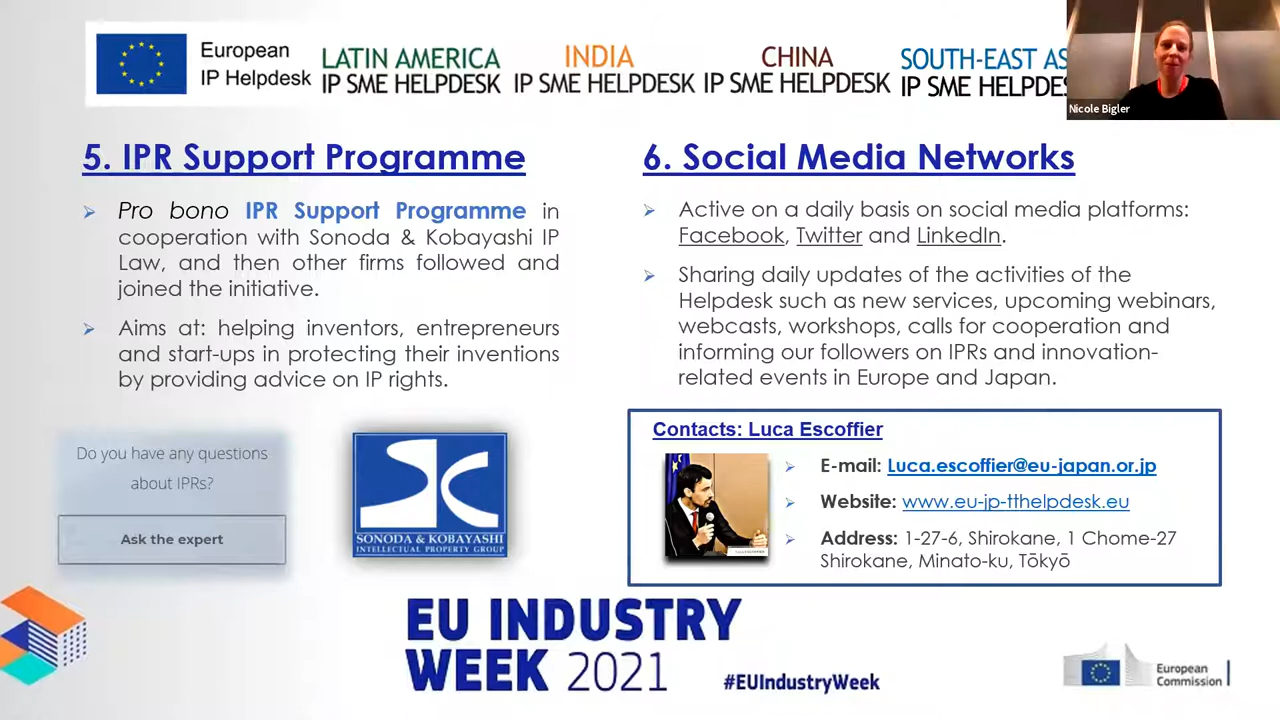 European
IP Helpdesk
LATIN AMERICA
IP SME HELPDESK
INDIA
IP SME HELPDESK
CHINA
IP SME HELPDESK
SOUTH-EAST AS
IP SME HELPDES
Nicole Bigler
5. IPR Support Programme
➢ Pro bono IPR Support Programme in
cooperation with Sonoda & Kobayashi IP
Law, and then other firms followed and
joined the initiative.
➢ Aims at: helping inventors, entrepreneurs
and start-ups in protecting their inventions
by providing advice on IP rights.
Do you have any questions
about IPRs?
Ask the expert
SONODA & KOBAYASHI
INTELLECTUAL PROPERTY GROUP
6. Social Media Networks
➢ Active on a daily basis on social media platforms:
Facebook, Twitter and LinkedIn.
➢ Sharing daily updates of the activities of the
Helpdesk such as new services, upcoming webinars,
webcasts, workshops, calls for cooperation and
informing our followers on IPRs and innovation-
related events in Europe and Japan.
Contacts: Luca Escoffier
➢ E-mail: Luca.escoffier@eu-japan.or.jp
➢ Website: www.eu-jp-tthelpdesk.eu
➢ Address: 1-27-6, Shirokane, 1 Chome-27
Shirokane, Minato-ku, Tōkyō
EU INDUSTRY
WEEK 2021
#EUIndustryWeek
European
Commission